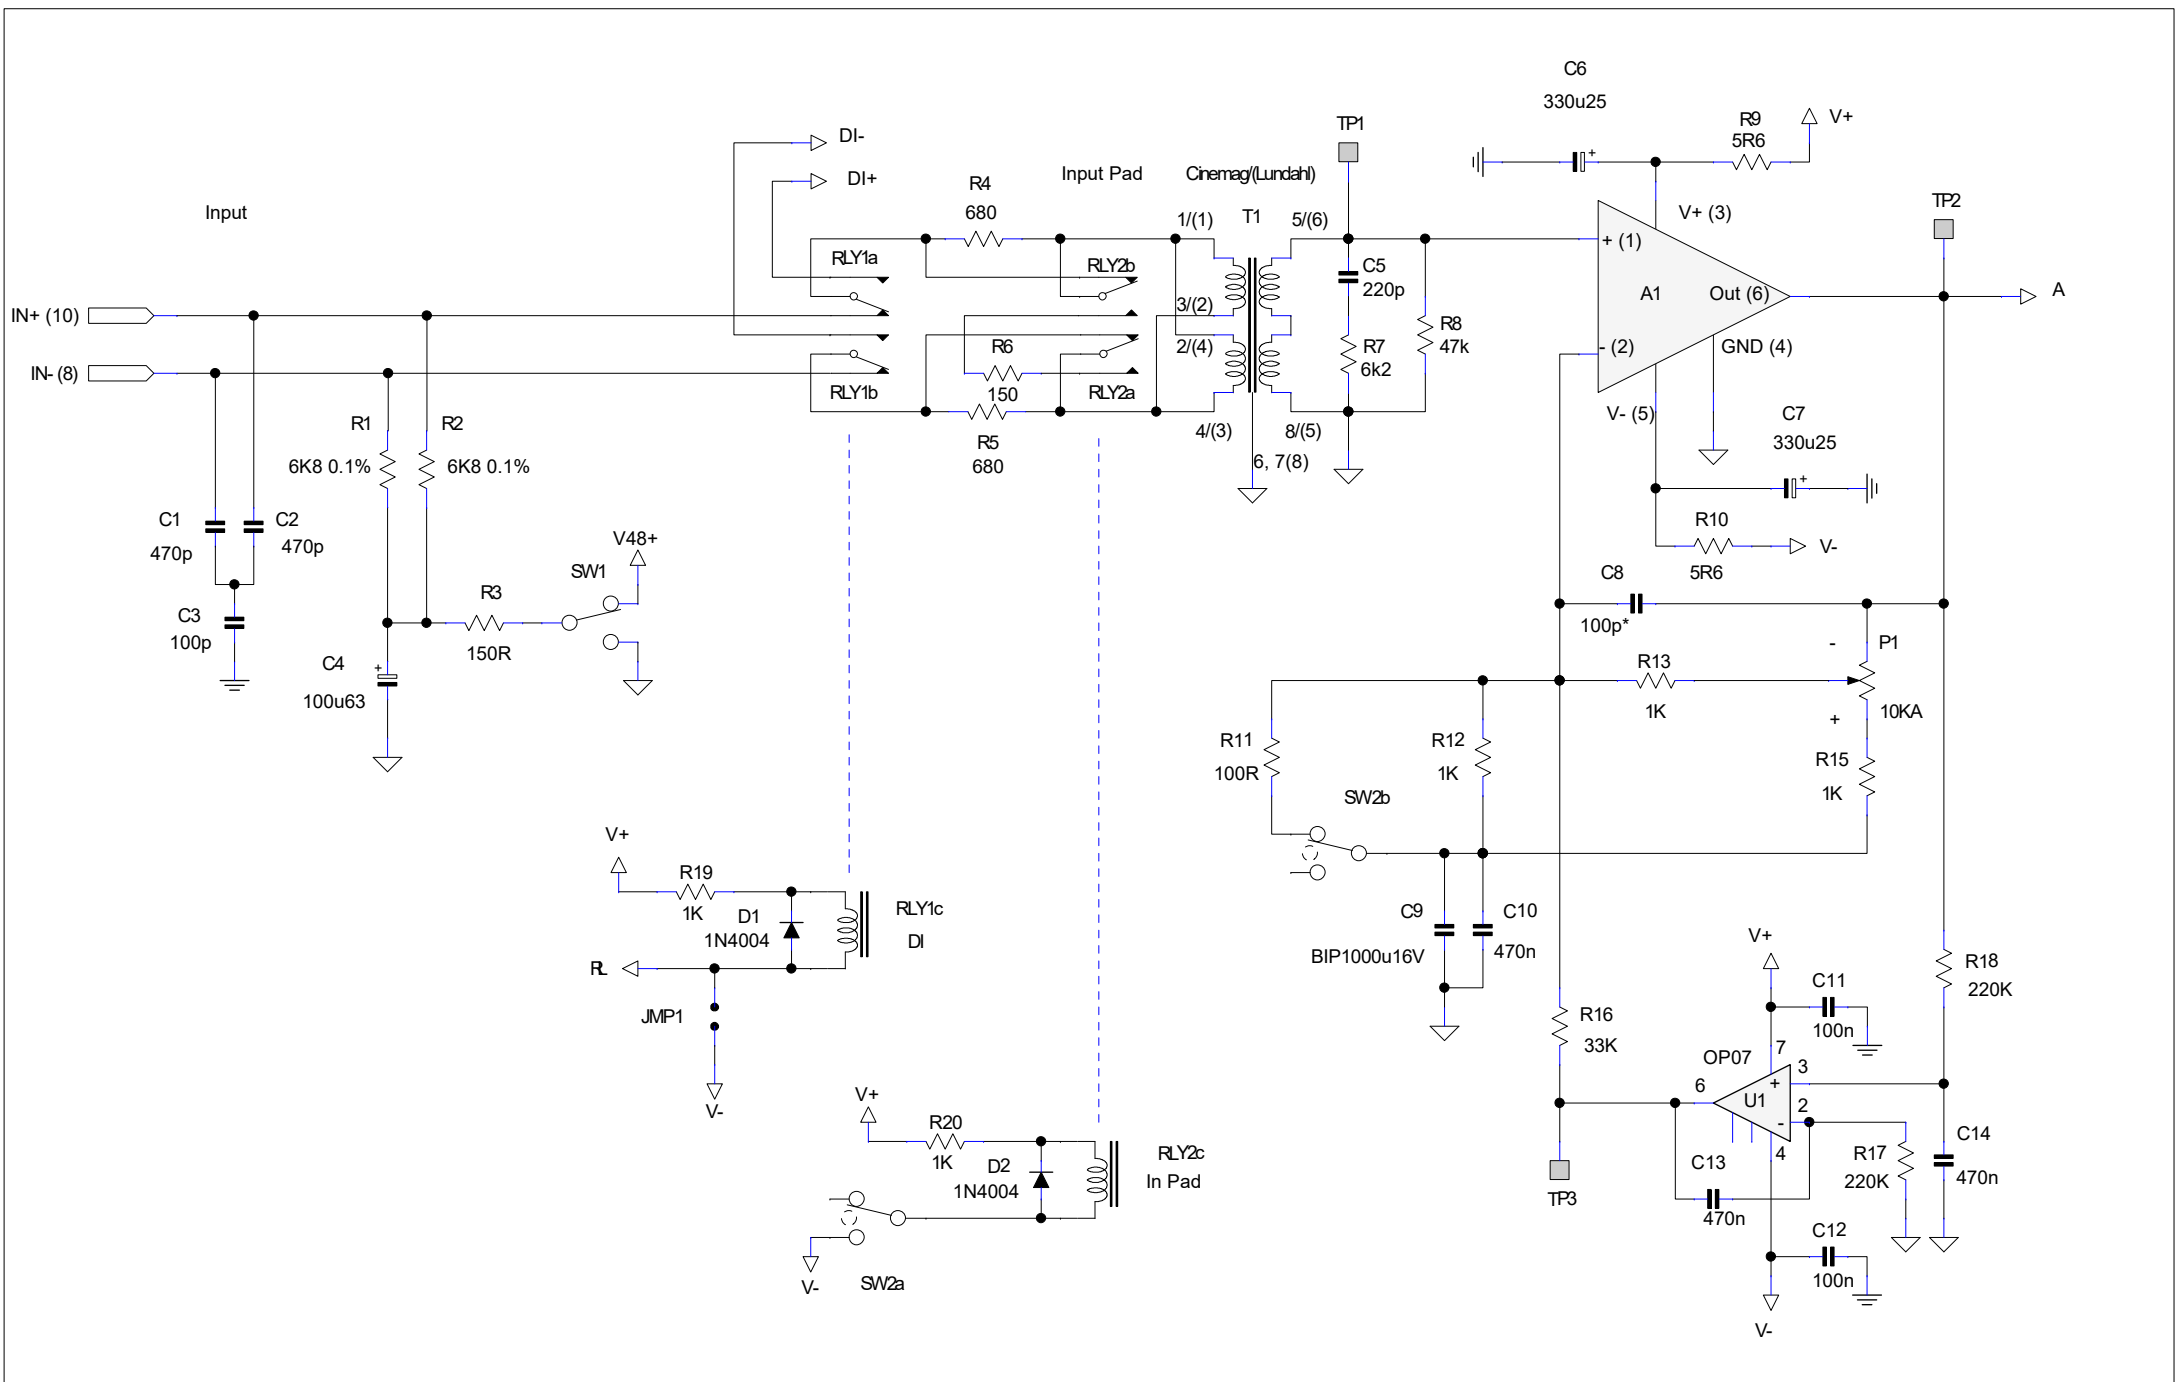 C6
330u25
R9
5R6
V+
TP1
DI-
DI+
Input Pad
Cinemag/(Lundahl)
R4
680
Input
T1
1/(1)
5/(6)
V+ (3)
TP2
RLY1a
RLY2b
+ (1)
C5
220p
A1
Out (6)
A
3/(2)
IN+ (10)
R8
47k
R6
2/(4)
R7
6k2
- (2)
GND (4)
IN- (8)
RLY1b
150
RLY2a
V- (5)
C7
330u25
R1
R2
R5
680
4/(3)
8/(5)
6, 7(8)
6K8 0.1%
6K8 0.1%
C1
470p
C2
470p
R10
V-
5R6
V48+
SW1
C8
100p*
R3
150R
C3
100p
-
P1
R13
1K
C4
+
100u63
+
10KA
R11
100R
R12
1K
R15
1K
SW2b
V+
R19
1K
D1
1N4004
RLY1c
DI
C9
C10
BIP1000u16V
470n
V+
RL
JMP1
V-
R18
220K
C11
100n
R16
33K
OP07
7
3
6
+
U1
2
-
4
V+
R20
1K
D2
1N4004
RLY2c
In Pad
C13
470n
R17
220K
C14
470n
TP3
C12
100n
V-
SW2a
V-